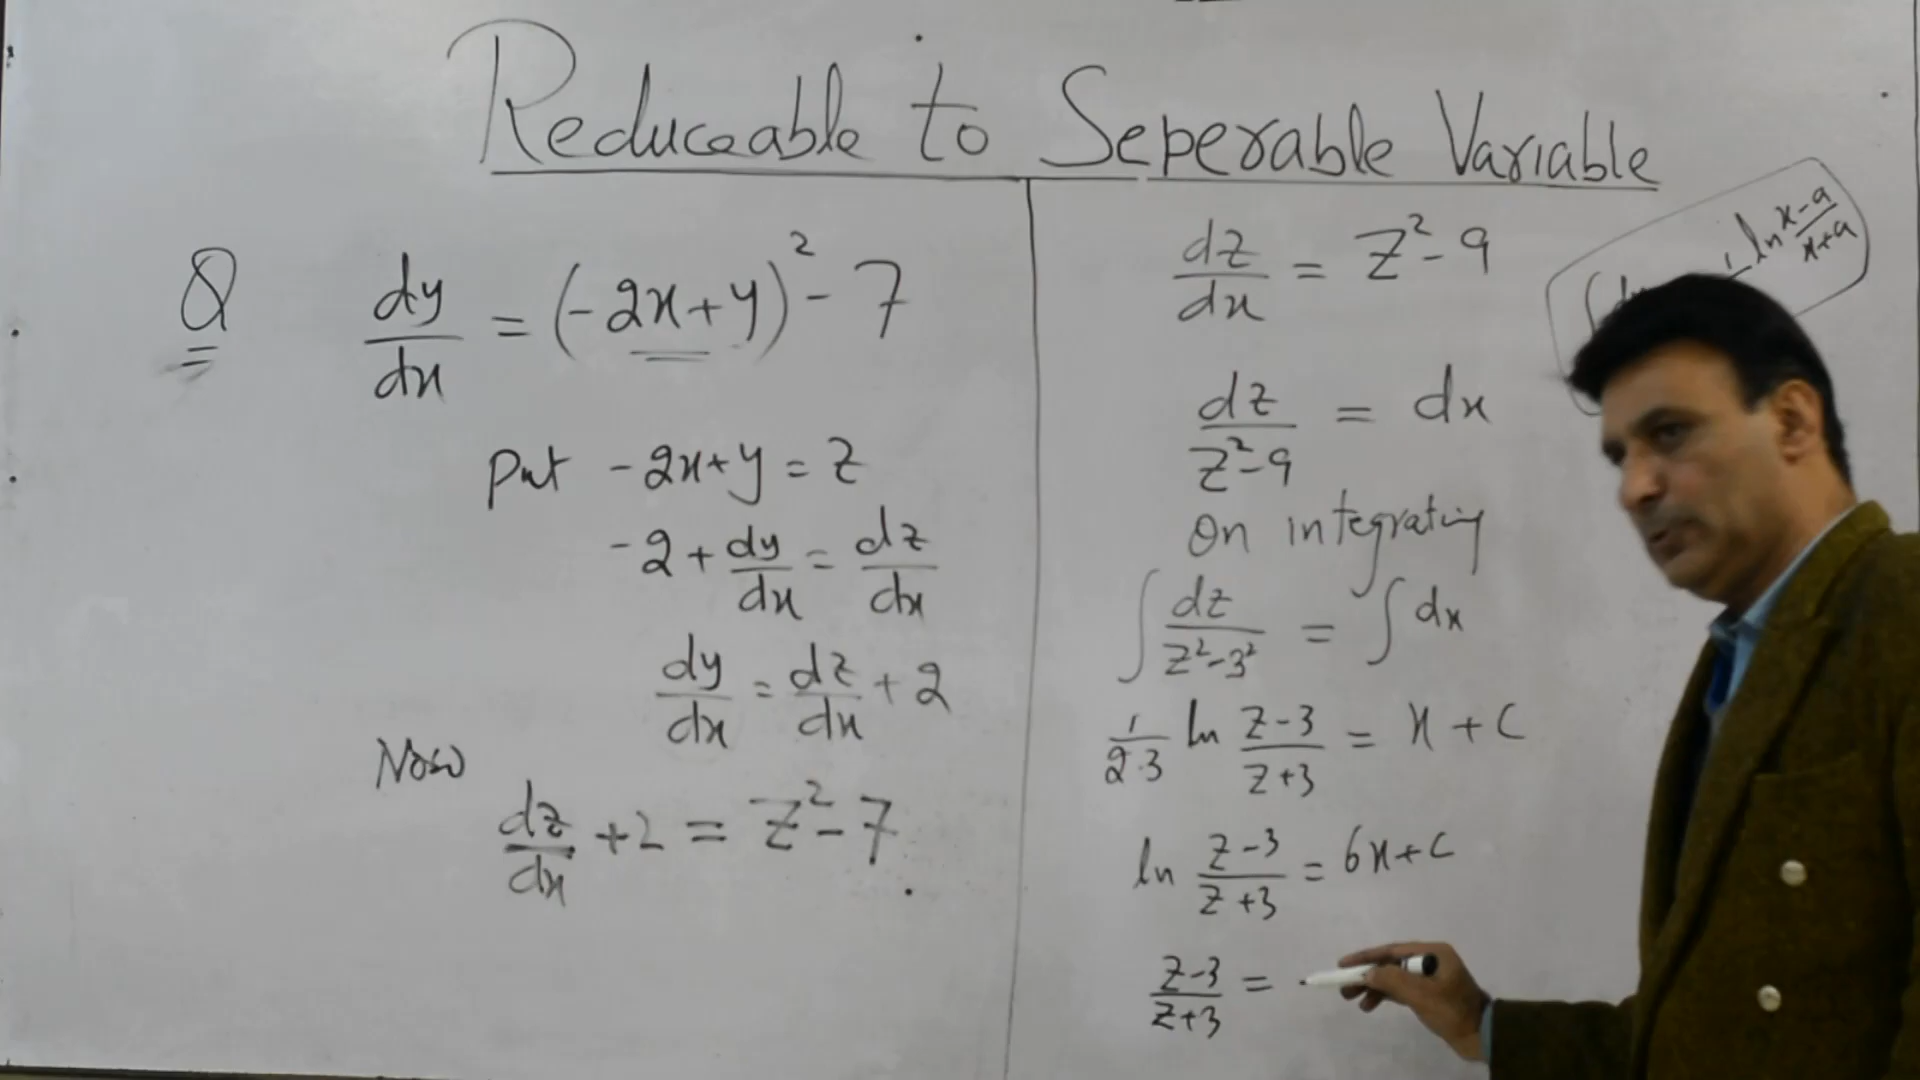 Reduceable to Seperable Variable
Q dy/dx = (-2x+y)² - 7
Put -2x+y = z
-2 + dy/dx = dz/dx
dy/dx = dz/dx + 2
Now
dz/dx + 2 = z² - 7
dz/dx = z² - 9
dz/z²-9 = dx
On integrating
∫ dz/z²-3² = ∫ dx
1/2·3 ln z-3/z+3 = x + c
ln z-3/z+3 = 6x+c
z-3/z+3 =
ln x-a/x+a